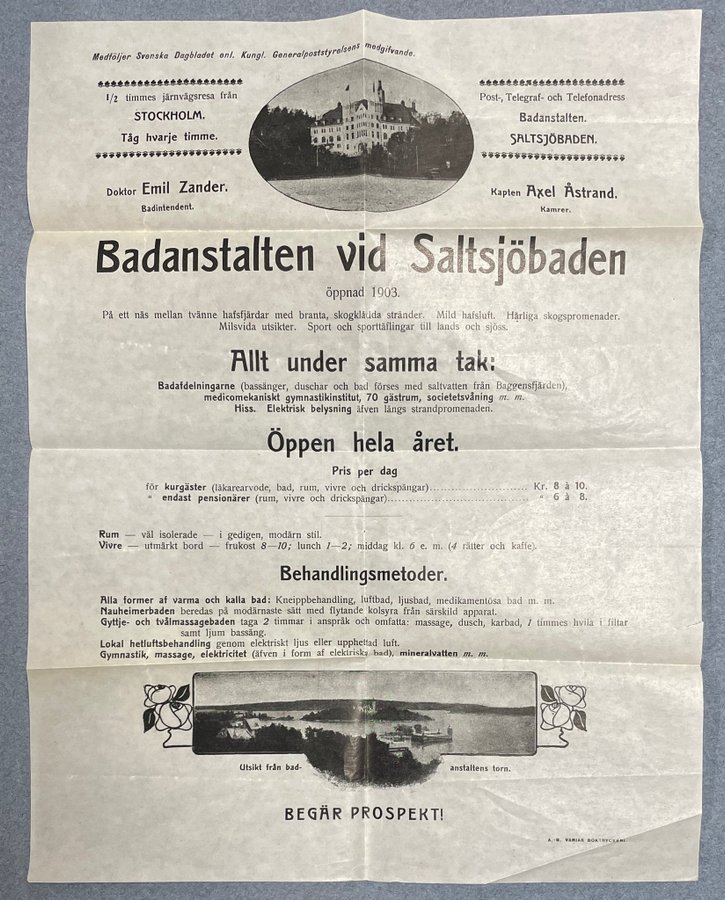 Medföljer Svenska Dagbladet enl. Kungl. Generalpoststyrelsens medgifvande.
1/2 timmes järnvägsresa från
STOCKHOLM.
Tåg hvarje timme.
Post-, Telegraf- och Telefonadress
Badanstalten.
SALTSJÖBADEN.
Doktor Emil Zander.
Badintendent.
Kapten Axel Åstrand.
Kamrer.
Badanstalten vid Saltsjöbaden
öppnad 1903.
På ett näs mellan tvänne hafsfjärdar med branta, skogklädda stränder. Mild hafsluft. Härliga skogspromenader.
Milsvida utsikter. Sport och sporttäflingar till lands och sjöss.
Allt under samma tak:
Badafdelningarne (bassänger, duschar och bad förses med saltvatten från Baggensfjärden),
medicomekaniskt gymnastikinstitut, 70 gästrum, societetsvåning m. m.
Hiss. Elektrisk belysning äfven längs strandpromenaden.
Öppen hela året.
Pris per dag
för kurgäster (läkarearvode, bad, rum, vivre och drickspängar) Kr. 8 à 10.
" endast pensionärer (rum, vivre och drickspängar) " 6 à 8.
Rum — väl isolerade — i gedigen, modärn stil.
Vivre — utmärkt bord — frukost 8—10; lunch 1—2; middag kl. 6 e. m. (4 rätter och kaffe).
Behandlingsmetoder.
Alla former af varma och kalla bad: Kneippbehandling, luftbad, ljusbad, medikamentösa bad m. m.
Nauheimerbaden beredas på modärnaste sätt med flytande kolsyra från särskild apparat.
Gyttje- och tvålmassagebaden taga 2 timmar i anspråk och omfatta: massage, dusch, karbad, 1 timmes hvila i filtar
samt ljum bassäng.
Lokal hetluftsbehandling genom elektriskt ljus eller upphettad luft.
Gymnastik, massage, elektricitet (äfven i form af elektriska bad), mineralvatten m. m.
Utsikt från bad- anstaltens torn.
BEGÄR PROSPEKT!